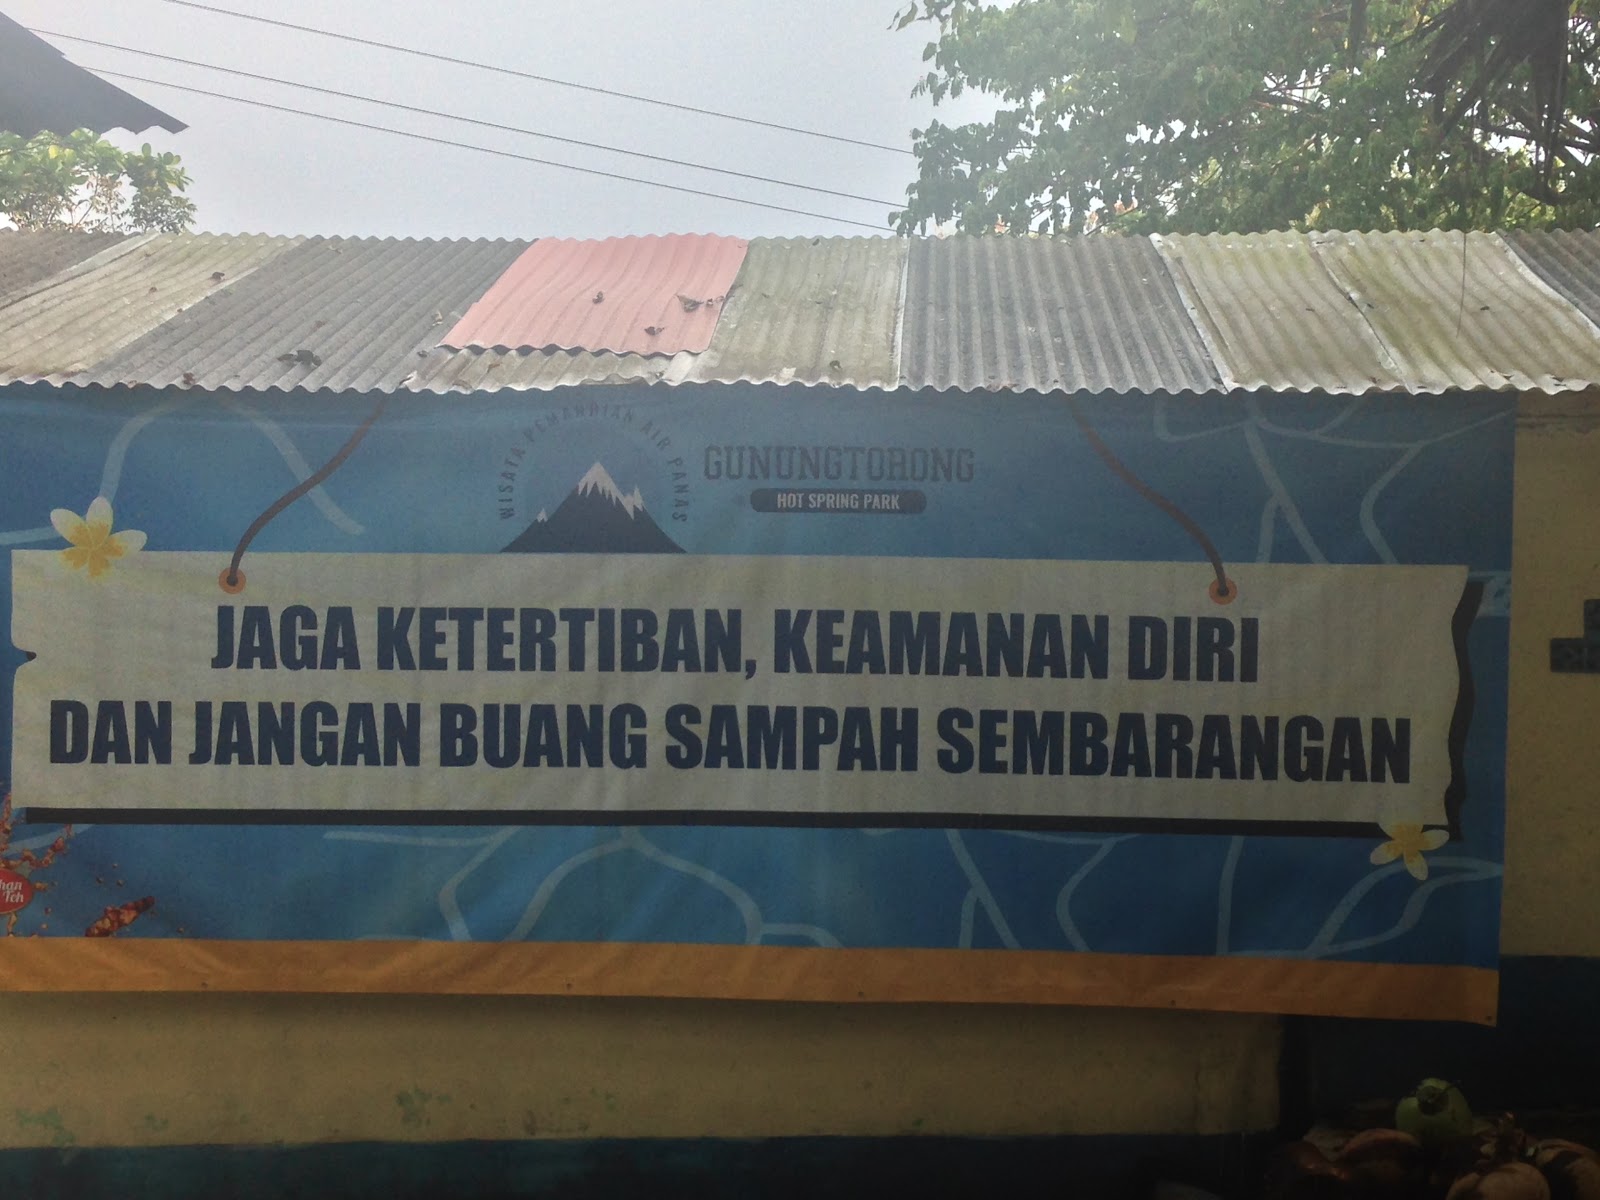 WISATA PEMANDIAN AIR PANAS
GUNUNGTORONG
HOT SPRING PARK
JAGA KETERTIBAN, KEAMANAN DIRI
DAN JANGAN BUANG SAMPAH SEMBARANGAN